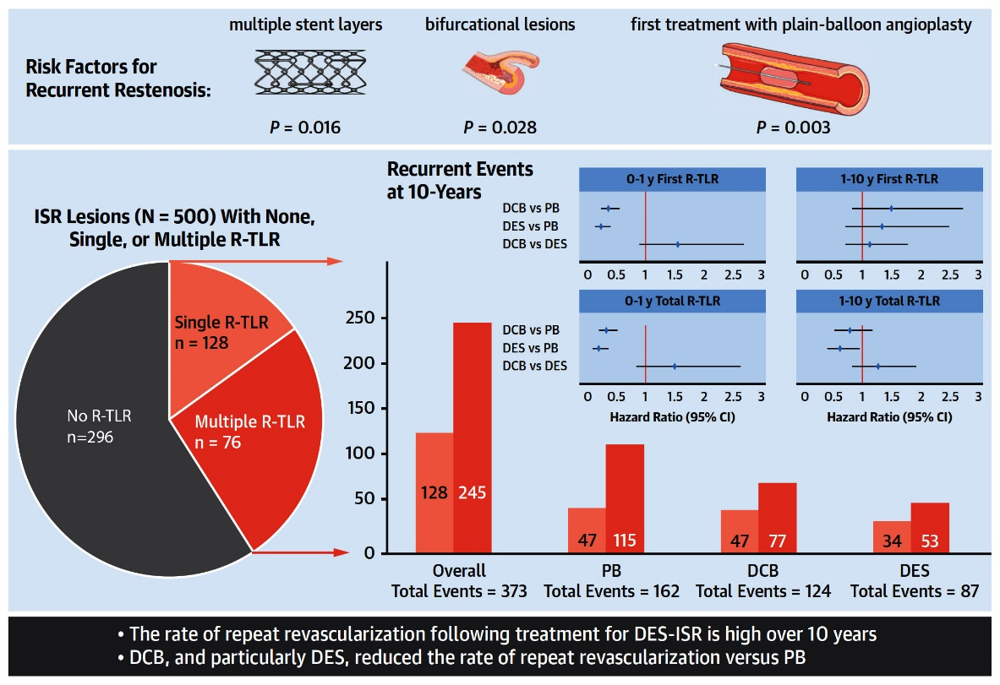 multiple stent layers
bifurcational lesions
first treatment with plain-balloon angioplasty
Risk Factors for
Recurrent Restenosis:
P = 0.016
P = 0.028
P = 0.003
ISR Lesions (N = 500) With None,
Single, or Multiple R-TLR
Single R-TLR
n = 128
Multiple R-TLR
n = 76
No R-TLR
n=296
Recurrent Events
at 10-Years
250
200
150
100
50
0
128
245
47
115
47
77
34
53
Overall
Total Events = 373
PB
Total Events = 162
DCB
Total Events = 124
DES
Total Events = 87
0-1 y First R-TLR
DCB vs PB
DES vs PB
DCB vs DES
0 0.5 1 1.5 2 2.5 3
1-10 y First R-TLR
0 0.5 1 1.5 2 2.5 3
0-1 y Total R-TLR
DCB vs PB
DES vs PB
DCB vs DES
0 0.5 1 1.5 2 2.5 3
Hazard Ratio (95% CI)
1-10 y Total R-TLR
0 0.5 1 1.5 2 2.5 3
Hazard Ratio (95% CI)
• The rate of repeat revascularization following treatment for DES-ISR is high over 10 years
• DCB, and particularly DES, reduced the rate of repeat revascularization versus PB